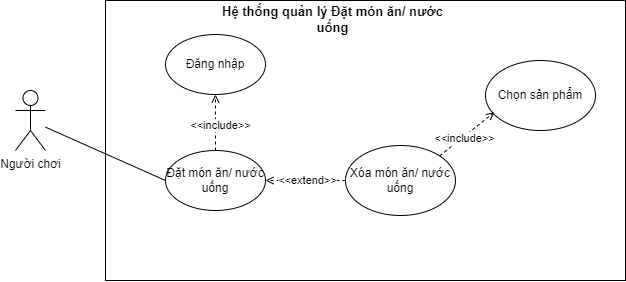 Hệ thống quản lý Đặt món ăn/ nước
uống
Đăng nhập
Chọn sản phẩm
<<include>>
<<include>>
Người chơi
Đặt món ăn/ nước
uống
<<extend>>
Xóa món ăn/ nước
uống